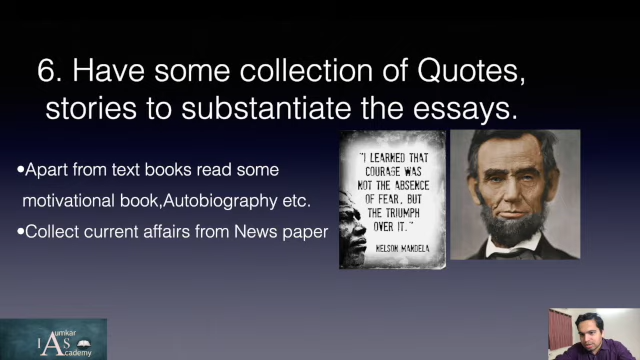 6. Have some collection of Quotes,
stories to substantiate the essays.
•Apart from text books read some
motivational book,Autobiography etc.
•Collect current affairs from News paper
"I LEARNED THAT
COURAGE WAS
NOT THE ABSENCE
OF FEAR, BUT
THE TRIUMPH
OVER IT."
NELSON MANDELA
Aumkar
IAS
Academy